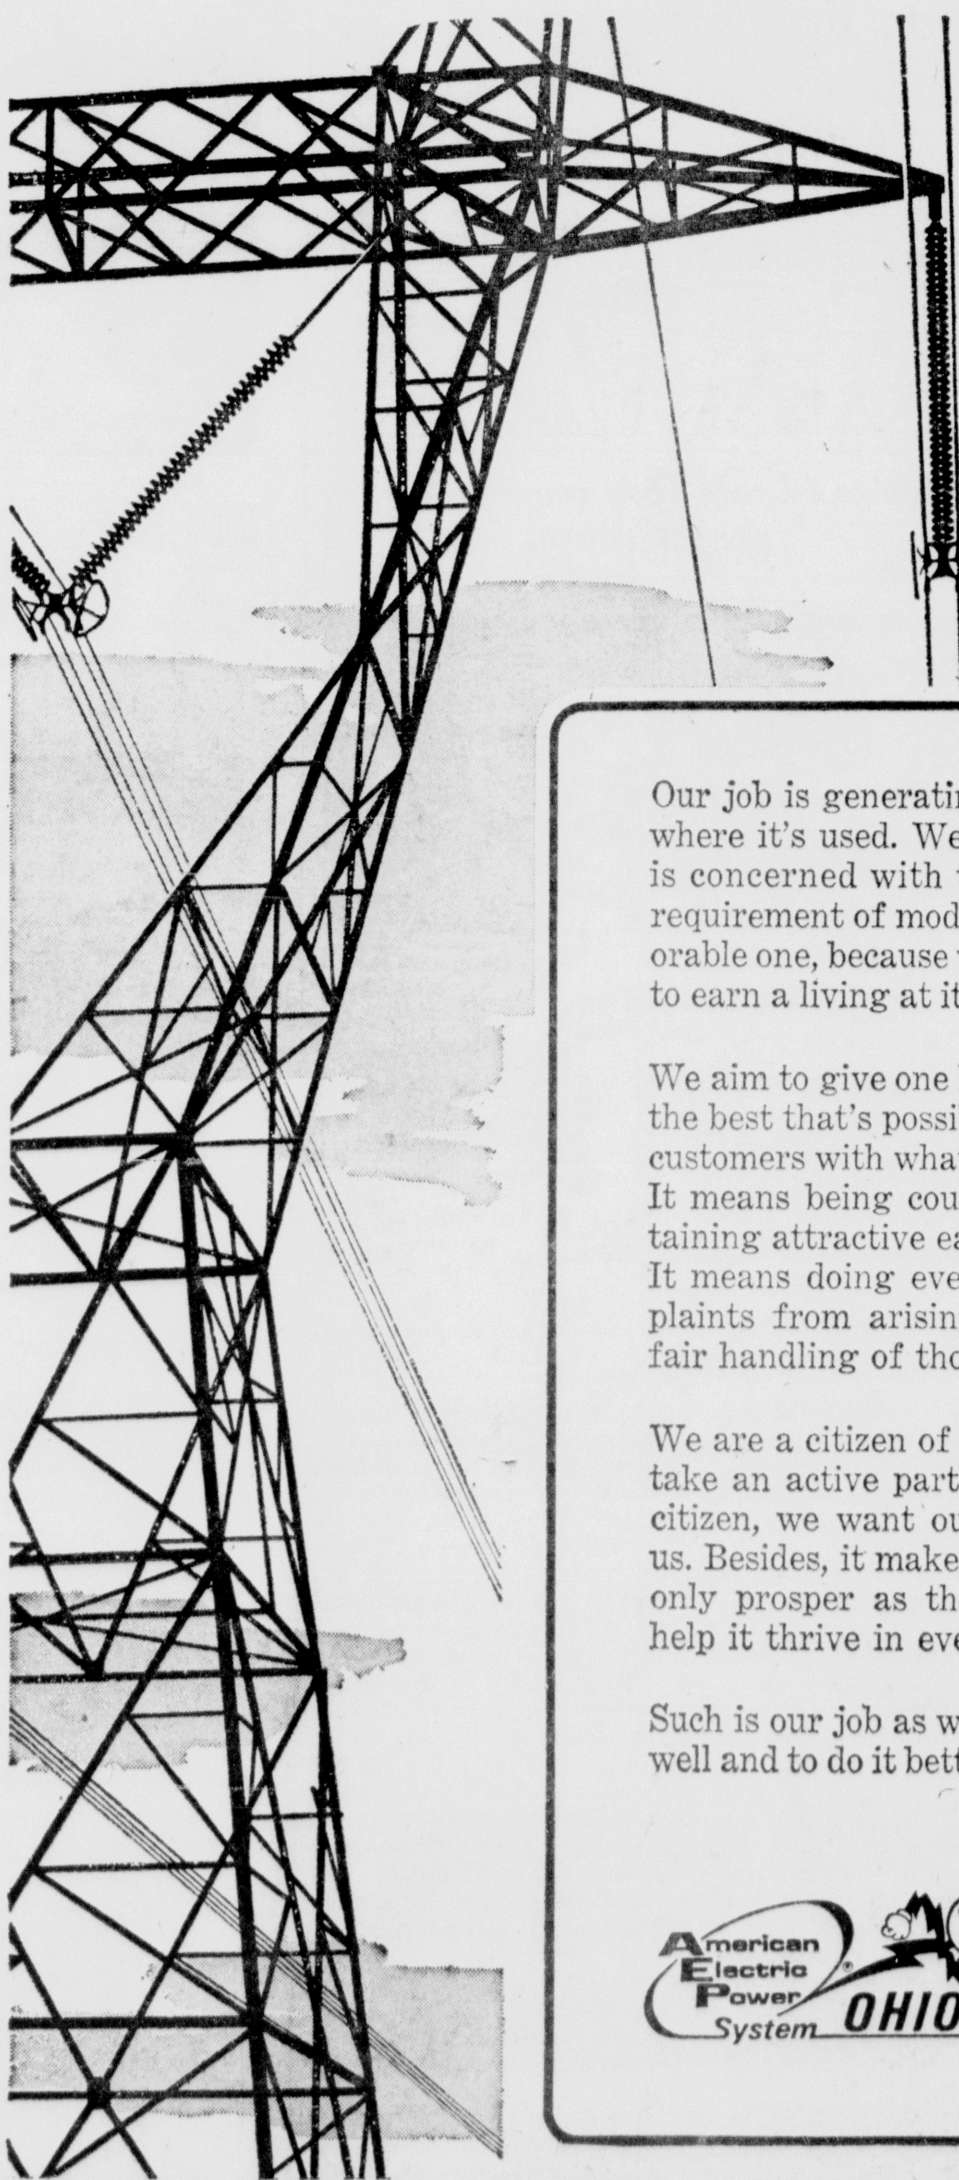 Our job is generatin
where it's used. We
is concerned with
requirement of mod
orable one, because
to earn a living at it
We aim to give one
the best that's possi
customers with wha
It means being cou
taining attractive ea
It means doing eve
plaints from arisin
fair handling of tho
We are a citizen of
take an active part
citizen, we want ou
us. Besides, it make
only prosper as th
help it thrive in eve
Such is our job as w
well and to do it bett
American
Electric
Power
System
OHIO